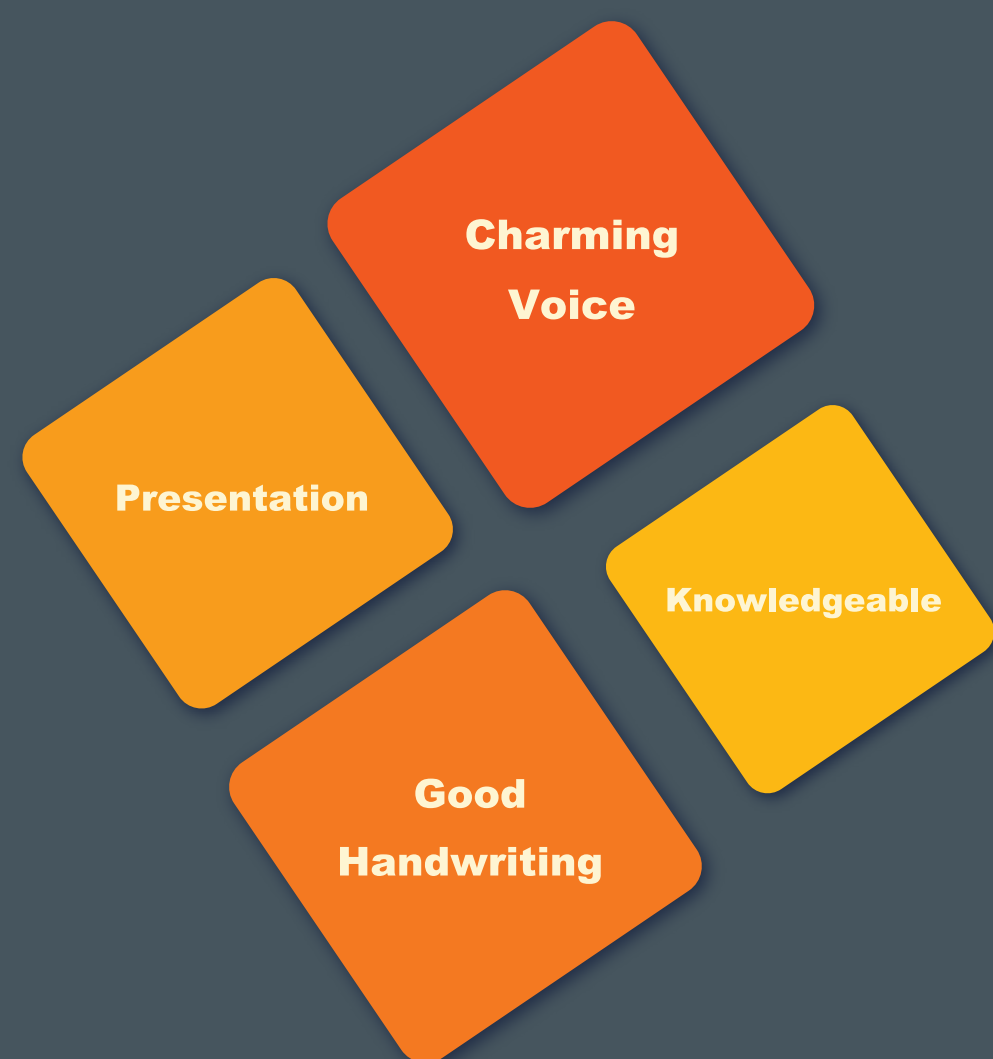 Charming
Voice
Presentation
Knowledgeable
Good
Handwriting